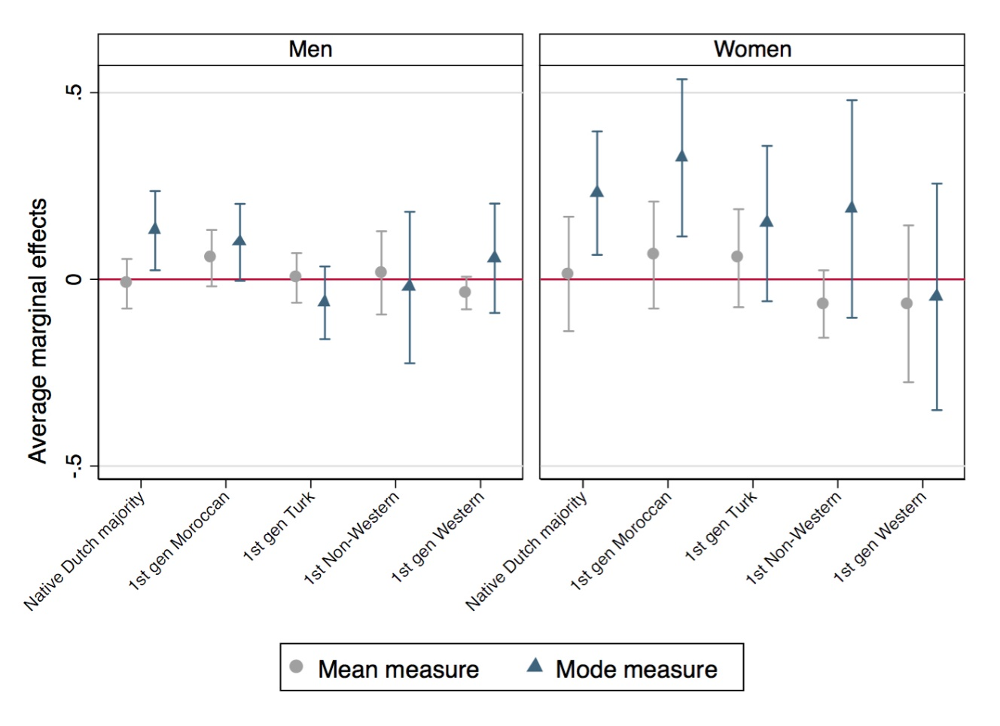 Men
Women
Average marginal effects
.5
0
-.5
Native Dutch majority
1st gen Moroccan
1st gen Turk
1st Non-Western
1st gen Western
Native Dutch majority
1st gen Moroccan
1st gen Turk
1st Non-Western
1st gen Western
Mean measure
Mode measure